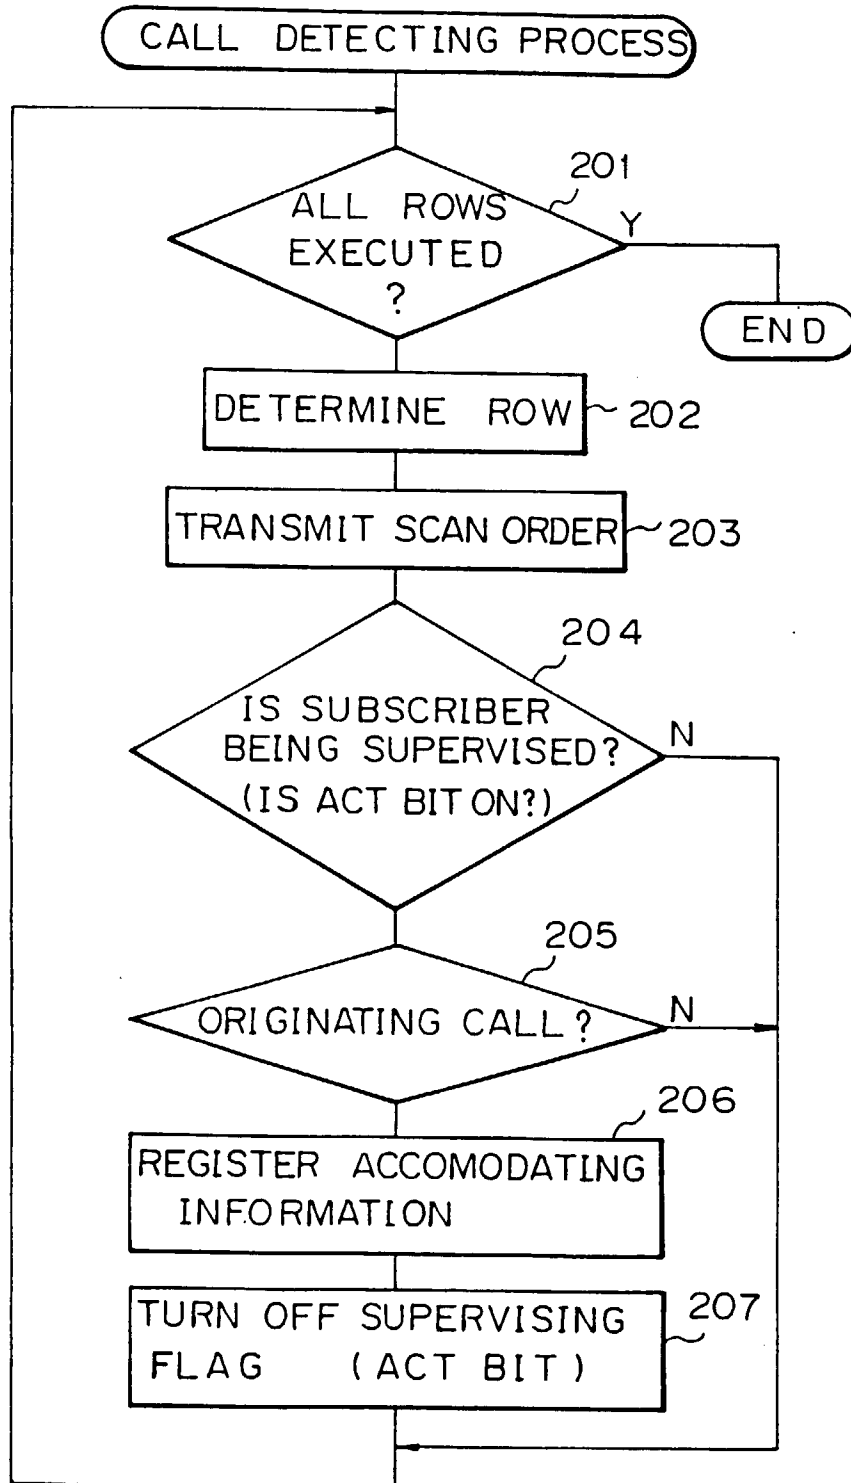 CALL DETECTING PROCESS
201
ALL ROWS
EXECUTED
?
Y
END
DETERMINE ROW
202
TRANSMIT SCAN ORDER
203
204
IS SUBSCRIBER
BEING SUPERVISED?
(IS ACT BIT ON?)
N
205
ORIGINATING CALL?
N
206
REGISTER ACCOMODATING
INFORMATION
TURN OFF SUPERVISING
FLAG (ACT BIT)
207